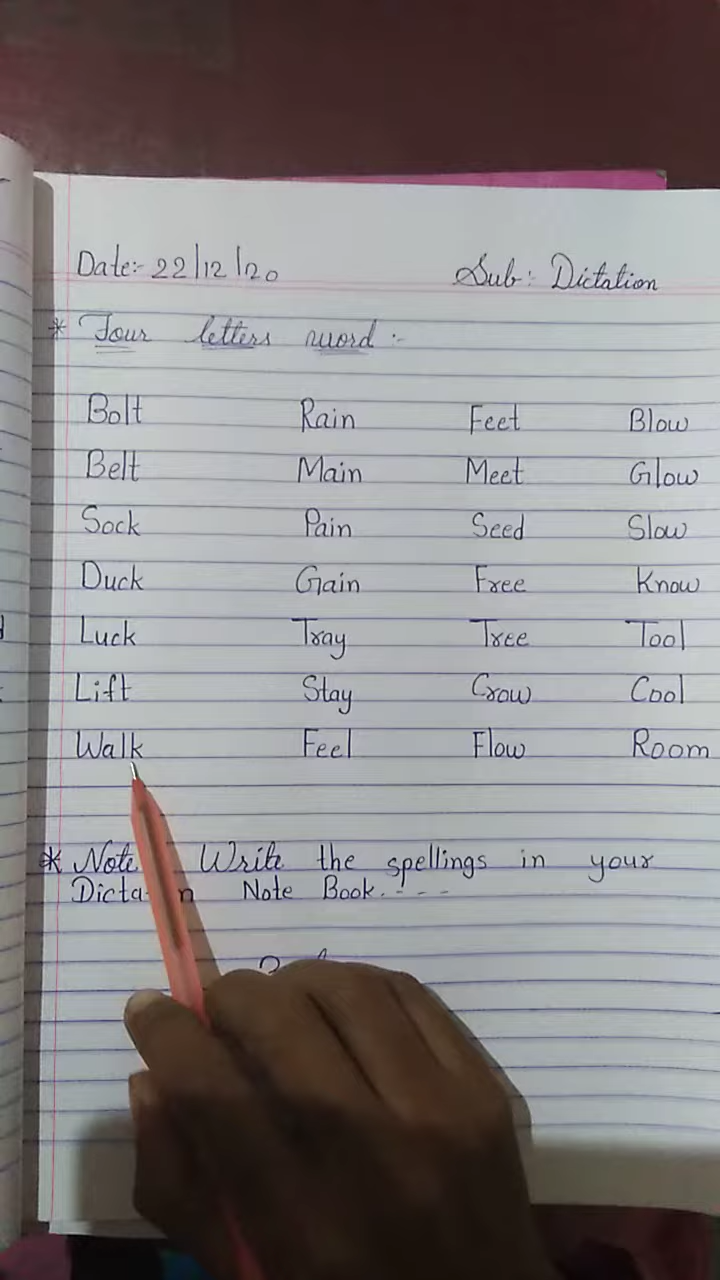 Date:- 22/12/20 Sub:- Dictation
* Four letters word :-
Bolt Rain Feet Blow
Belt Main Meet Glow
Sock Pain Seed Slow
Duck Gain Free Know
Luck Tray Tree Tool
Lift Stay Crow Cool
Walk Feel Flow Room
* Note Write the spellings in your
Dicta n Note Book. - - -